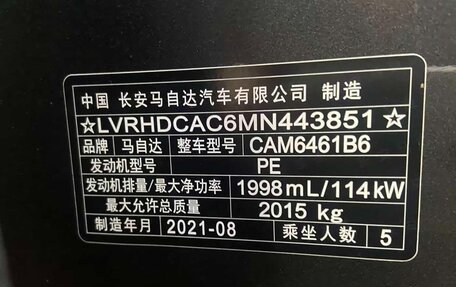 中国 长安马自达汽车有限公司 制造
☆LVRHDCAC6MN443851☆
品牌 马自达 整车型号 CAM6461B6
发动机型号 PE
发动机排量/最大净功率 1998mL/114kW
最大允许总质量 2015 kg
制造年月 2021-08 乘坐人数 5